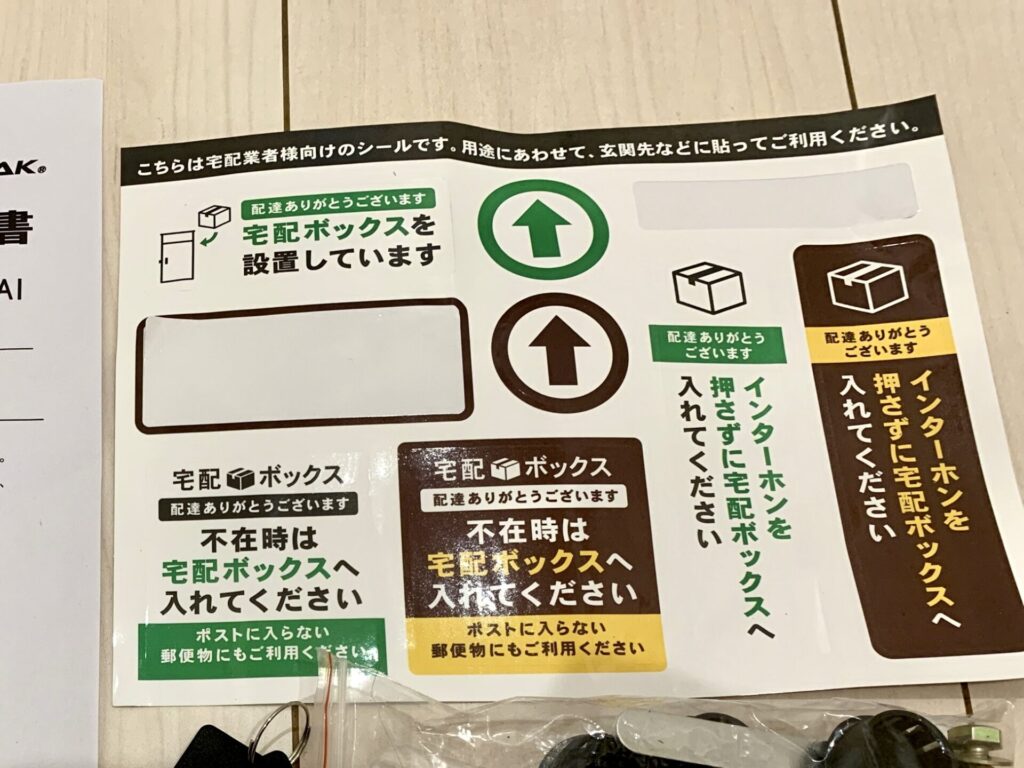 AK®
書
AI
こちらは宅配業者様向けのシールです。用途にあわせて、玄関先などに貼ってご利用ください。
配達ありがとうございます
宅配ボックスを
設置しています
宅配ボックス
配達ありがとうございます
不在時は
宅配ボックスへ
入れてください
ポストに入らない
郵便物にもご利用ください
宅配ボックス
配達ありがとうございます
不在時は
宅配ボックスへ
入れてください
ポストに入らない
郵便物にもご利用ください
配達ありがとう
ございます
インターホンを
押さずに宅配ボックスへ
入れてください
配達ありがとう
ございます
インターホンを
押さずに宅配ボックスへ
入れてください